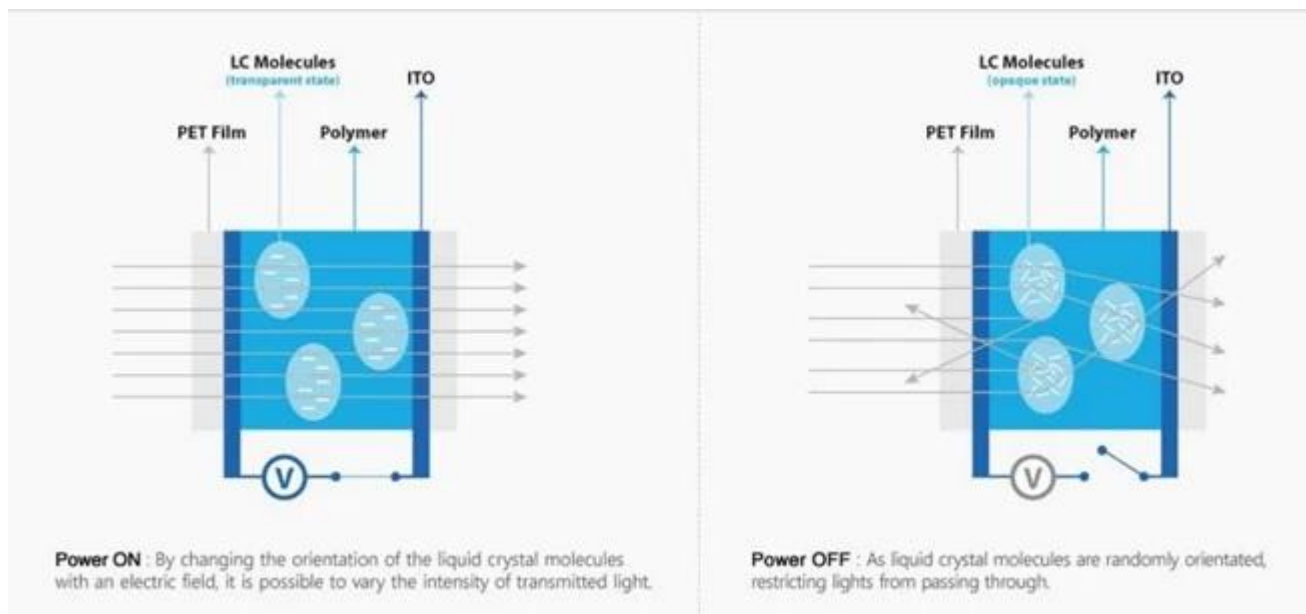 LC Molecules
(transparent state)
ITO
PET Film
Polymer
V
Power ON : By changing the orientation of the liquid crystal molecules
with an electric field, it is possible to vary the intensity of transmitted light.
LC Molecules
(opaque state)
ITO
PET Film
Polymer
V
Power OFF : As liquid crystal molecules are randomly orientated,
restricting lights from passing through.